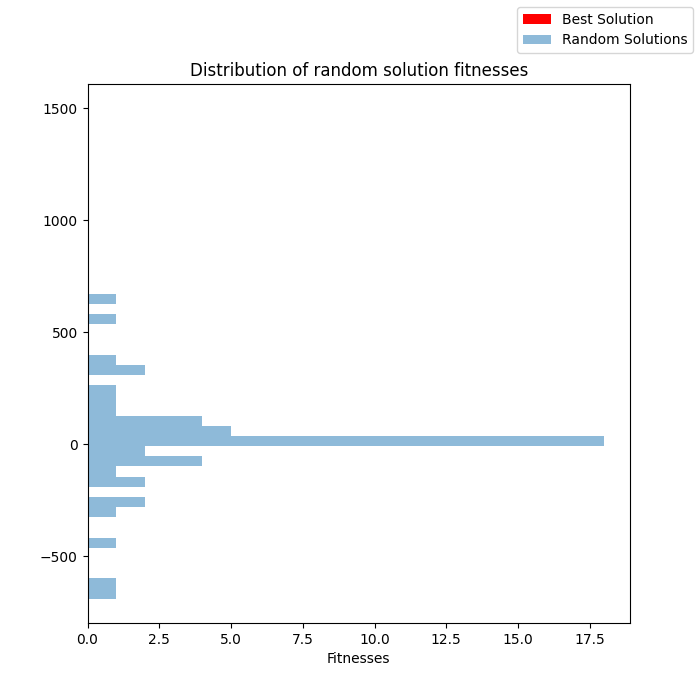 Best Solution
Random Solutions
Distribution of random solution fitnesses
1500
1000
500
0
−500
0.0 2.5 5.0 7.5 10.0 12.5 15.0 17.5
Fitnesses